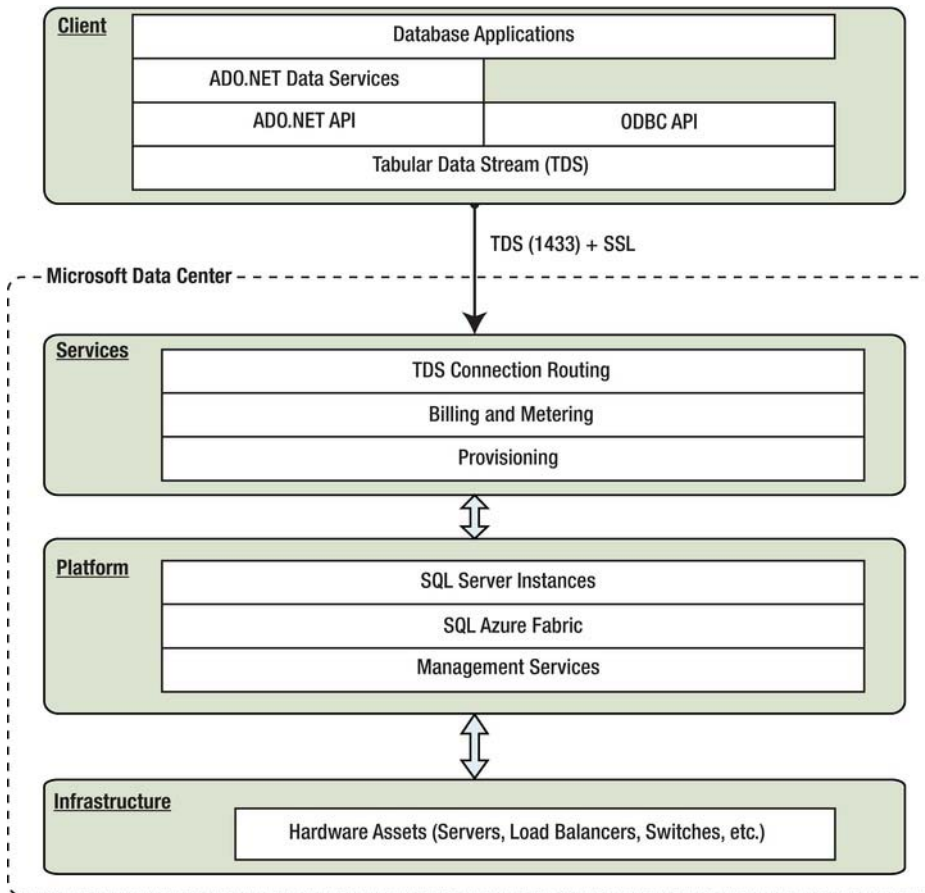 Client
Database Applications
ADO.NET Data Services
ADO.NET API
ODBC API
Tabular Data Stream (TDS)
TDS (1433) + SSL
Microsoft Data Center
Services
TDS Connection Routing
Billing and Metering
Provisioning
Platform
SQL Server Instances
SQL Azure Fabric
Management Services
Infrastructure
Hardware Assets (Servers, Load Balancers, Switches, etc.)